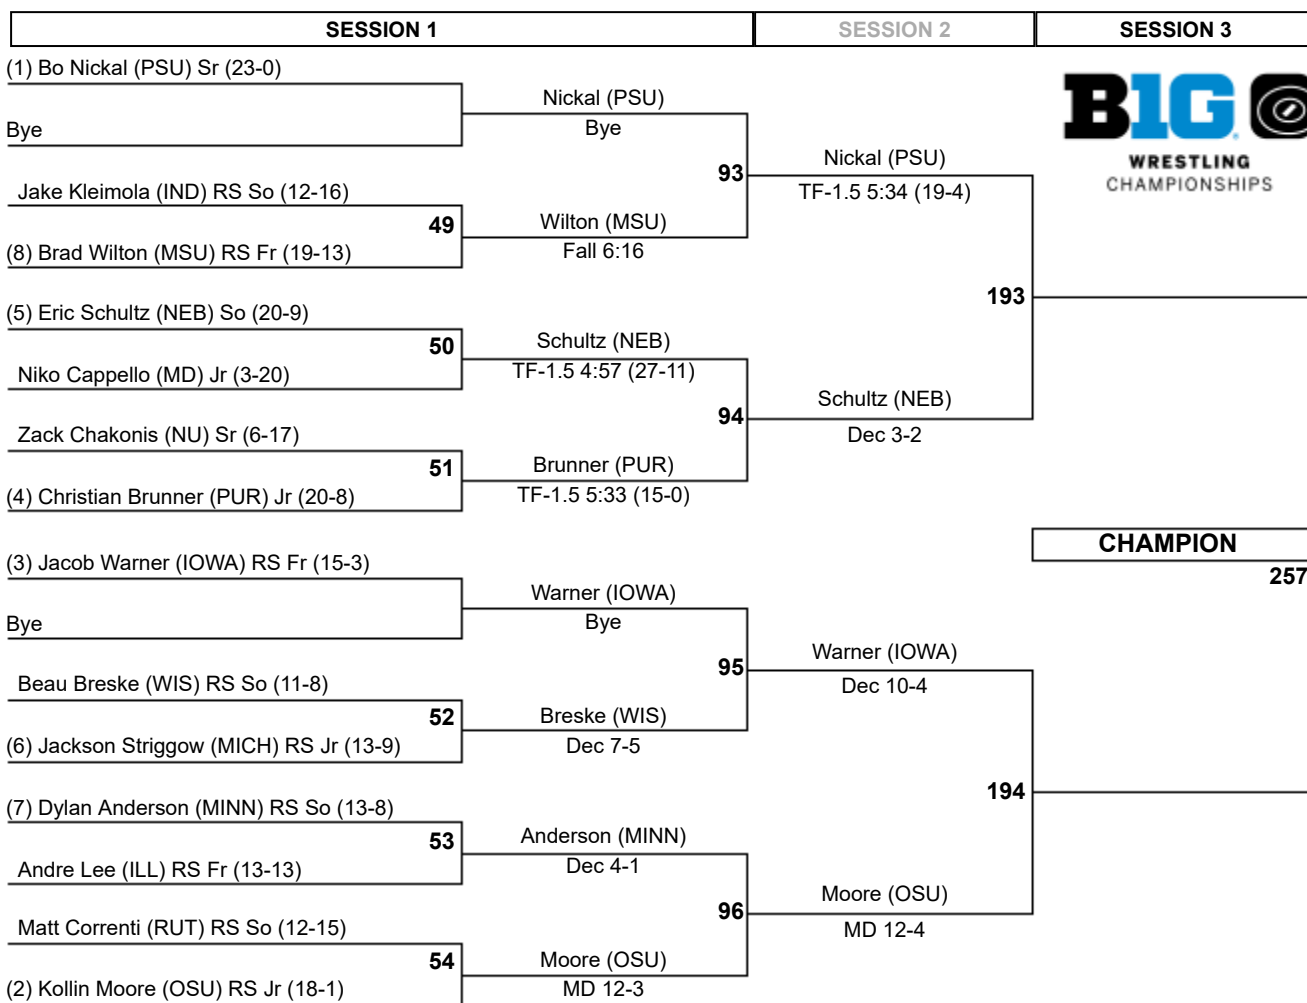 SESSION 1
SESSION 2
SESSION 3
(1) Bo Nickal (PSU) Sr (23-0)
Bye
Jake Kleimola (IND) RS So (12-16)
49
(8) Brad Wilton (MSU) RS Fr (19-13)
(5) Eric Schultz (NEB) So (20-9)
50
Niko Cappello (MD) Jr (3-20)
Zack Chakonis (NU) Sr (6-17)
51
(4) Christian Brunner (PUR) Jr (20-8)
(3) Jacob Warner (IOWA) RS Fr (15-3)
Bye
Beau Breske (WIS) RS So (11-8)
52
(6) Jackson Striggow (MICH) RS Jr (13-9)
(7) Dylan Anderson (MINN) RS So (13-8)
53
Andre Lee (ILL) RS Fr (13-13)
Matt Correnti (RUT) RS So (12-15)
54
(2) Kollin Moore (OSU) RS Jr (18-1)
Nickal (PSU)
Bye
93
Wilton (MSU)
Fall 6:16
Schultz (NEB)
TF-1.5 4:57 (27-11)
94
Brunner (PUR)
TF-1.5 5:33 (15-0)
Warner (IOWA)
Bye
95
Breske (WIS)
Dec 7-5
Anderson (MINN)
Dec 4-1
96
Moore (OSU)
MD 12-3
Nickal (PSU)
TF-1.5 5:34 (19-4)
193
Schultz (NEB)
Dec 3-2
Warner (IOWA)
Dec 10-4
194
Moore (OSU)
MD 12-4
B1G
WRESTLING
CHAMPIONSHIPS
CHAMPION
257